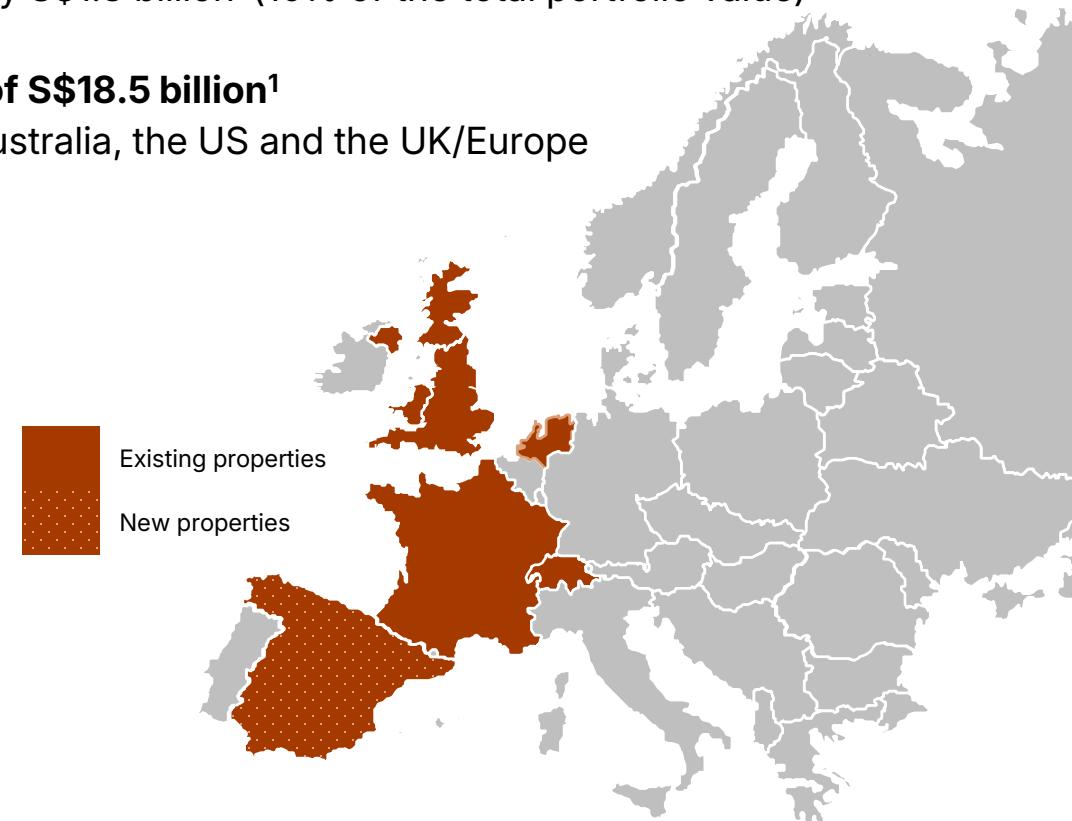 of S$18.5 billion¹
ustralia, the US and the UK/Europe
Existing properties
New properties